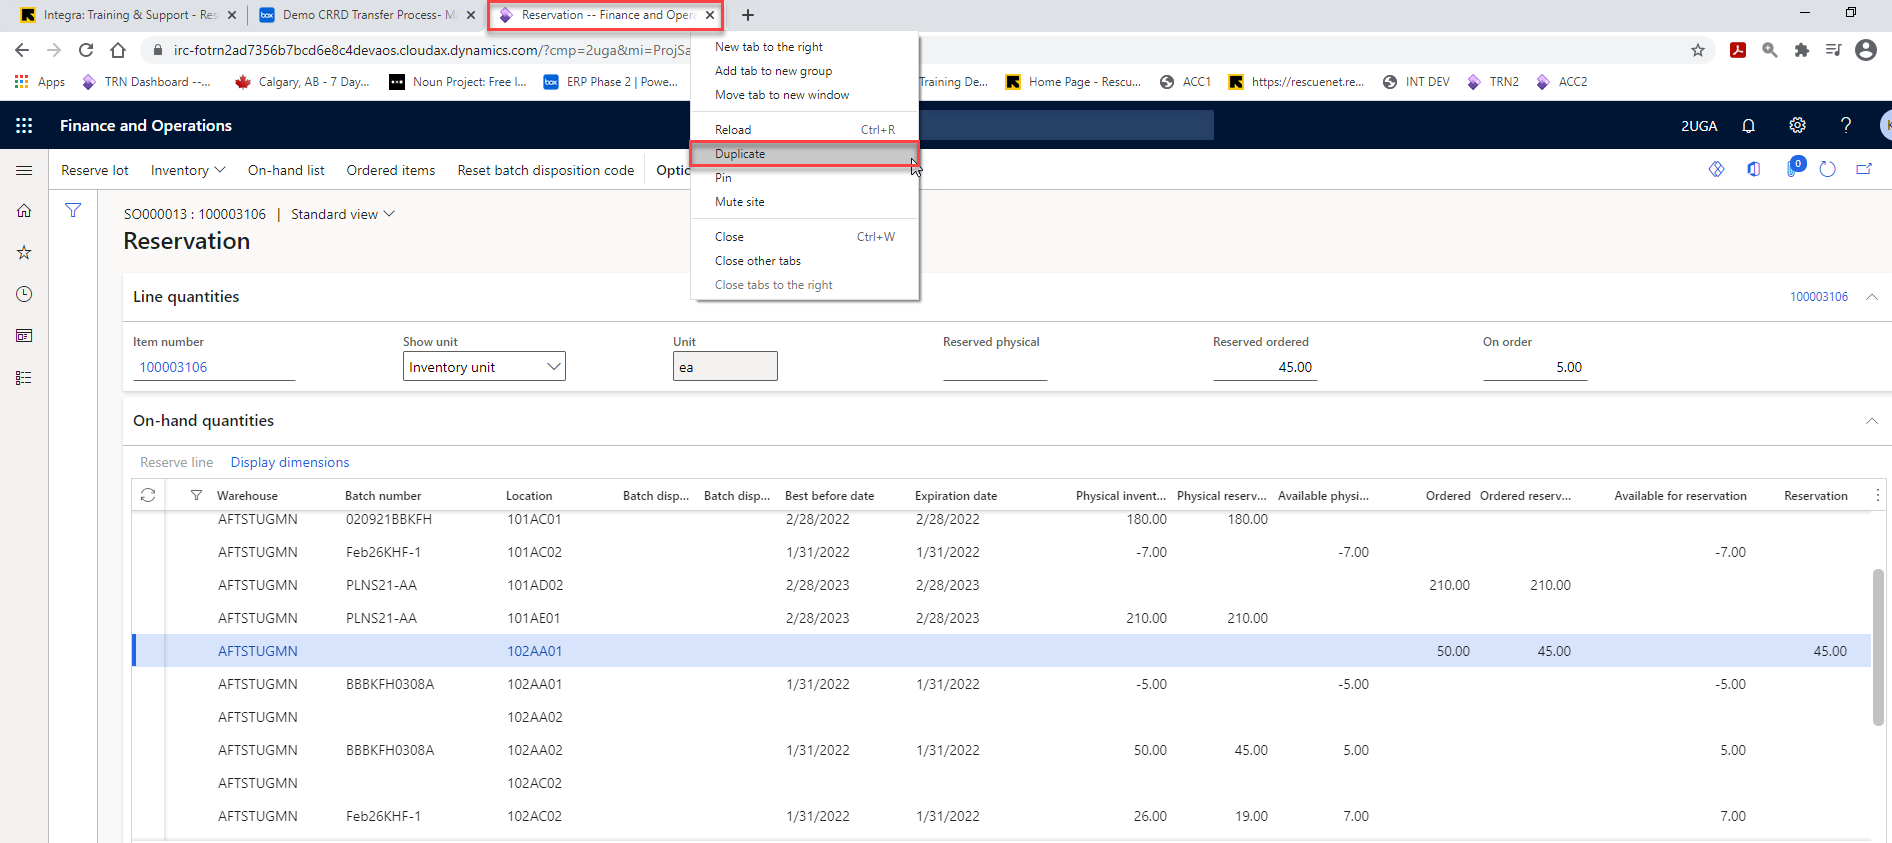 Integra: Training & Support - Res
Demo CRRD Transfer Process- M
Reservation -- Finance and Opera
irc-fotrn2ad7356b7bcd6e8c4devaos.cloudax.dynamics.com/?cmp=2uga&mi=ProjSa
Apps
TRN Dashboard --...
Calgary, AB - 7 Day...
Noun Project: Free I...
box
ERP Phase 2 | Powe...
Training De...
Home Page - Rescu...
ACC1
https://rescuenet.re...
INT DEV
TRN2
ACC2
New tab to the right
Add tab to new group
Move tab to new window
Reload Ctrl+R
Duplicate
Pin
Mute site
Close Ctrl+W
Close other tabs
Close tabs to the right
Finance and Operations
2UGA
K
Reserve lot
Inventory
On-hand list
Ordered items
Reset batch disposition code
Optio
0
SO000013 : 100003106 | Standard view
Reservation
Line quantities
100003106
Item number Show unit Unit Reserved physical Reserved ordered On order
100003106 Inventory unit ea 45.00 5.00
On-hand quantities
Reserve line Display dimensions
Warehouse Batch number Location Batch disp... Batch disp... Best before date Expiration date Physical invent... Physical reserv... Available physi... Ordered Ordered reserv... Available for reservation Reservation
AFTSTUGMN 020921BBKFH 101AC01 2/28/2022 2/28/2022 180.00 180.00
AFTSTUGMN Feb26KHF-1 101AC02 1/31/2022 1/31/2022 -7.00 -7.00 -7.00
AFTSTUGMN PLNS21-AA 101AD02 2/28/2023 2/28/2023 210.00 210.00
AFTSTUGMN PLNS21-AA 101AE01 2/28/2023 2/28/2023 210.00 210.00
AFTSTUGMN 102AA01 50.00 45.00 45.00
AFTSTUGMN BBBKFH0308A 102AA01 1/31/2022 1/31/2022 -5.00 -5.00 -5.00
AFTSTUGMN 102AA02
AFTSTUGMN BBBKFH0308A 102AA02 1/31/2022 1/31/2022 50.00 45.00 5.00 5.00
AFTSTUGMN 102AC02
AFTSTUGMN Feb26KHF-1 102AC02 1/31/2022 1/31/2022 26.00 19.00 7.00 7.00